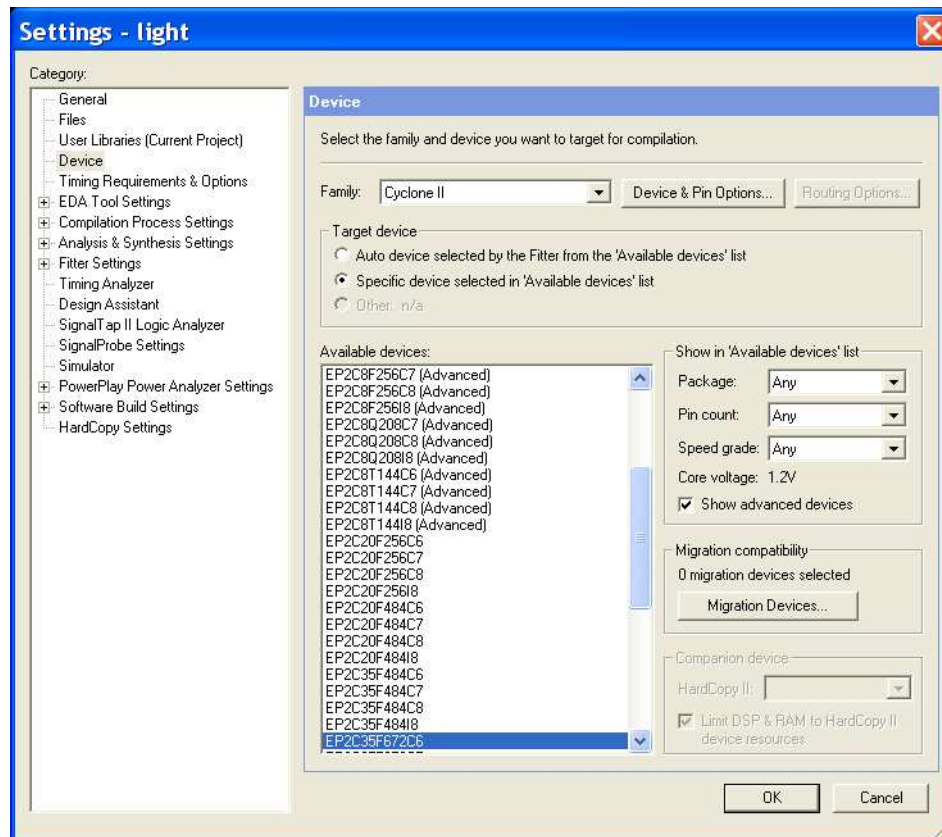 Settings - light
Category:
General
Files
User Libraries (Current Project)
Device
Timing Requirements & Options
EDA Tool Settings
Compilation Process Settings
Analysis & Synthesis Settings
Fitter Settings
Timing Analyzer
Design Assistant
SignalTap II Logic Analyzer
SignalProbe Settings
Simulator
PowerPlay Power Analyzer Settings
Software Build Settings
HardCopy Settings
Device
Select the family and device you want to target for compilation.
Family: Cyclone II Device & Pin Options... Routing Options...
Target device
Auto device selected by the Fitter from the 'Available devices' list
Specific device selected in 'Available devices' list
Other: n/a
Available devices:
EP2C8F256C7 (Advanced)
EP2C8F256C8 (Advanced)
EP2C8F256I8 (Advanced)
EP2C8Q208C7 (Advanced)
EP2C8Q208C8 (Advanced)
EP2C8Q208I8 (Advanced)
EP2C8T144C6 (Advanced)
EP2C8T144C7 (Advanced)
EP2C8T144C8 (Advanced)
EP2C8T144I8 (Advanced)
EP2C20F256C6
EP2C20F256C7
EP2C20F256C8
EP2C20F256I8
EP2C20F484C6
EP2C20F484C7
EP2C20F484C8
EP2C20F484I8
EP2C35F484C6
EP2C35F484C7
EP2C35F484C8
EP2C35F484I8
EP2C35F672C6
Show in 'Available devices' list
Package: Any
Pin count: Any
Speed grade: Any
Core voltage: 1.2V
Show advanced devices
Migration compatibility
0 migration devices selected
Migration Devices...
Companion device
HardCopy II:
Limit DSP & RAM to HardCopy II
device resources
OK Cancel